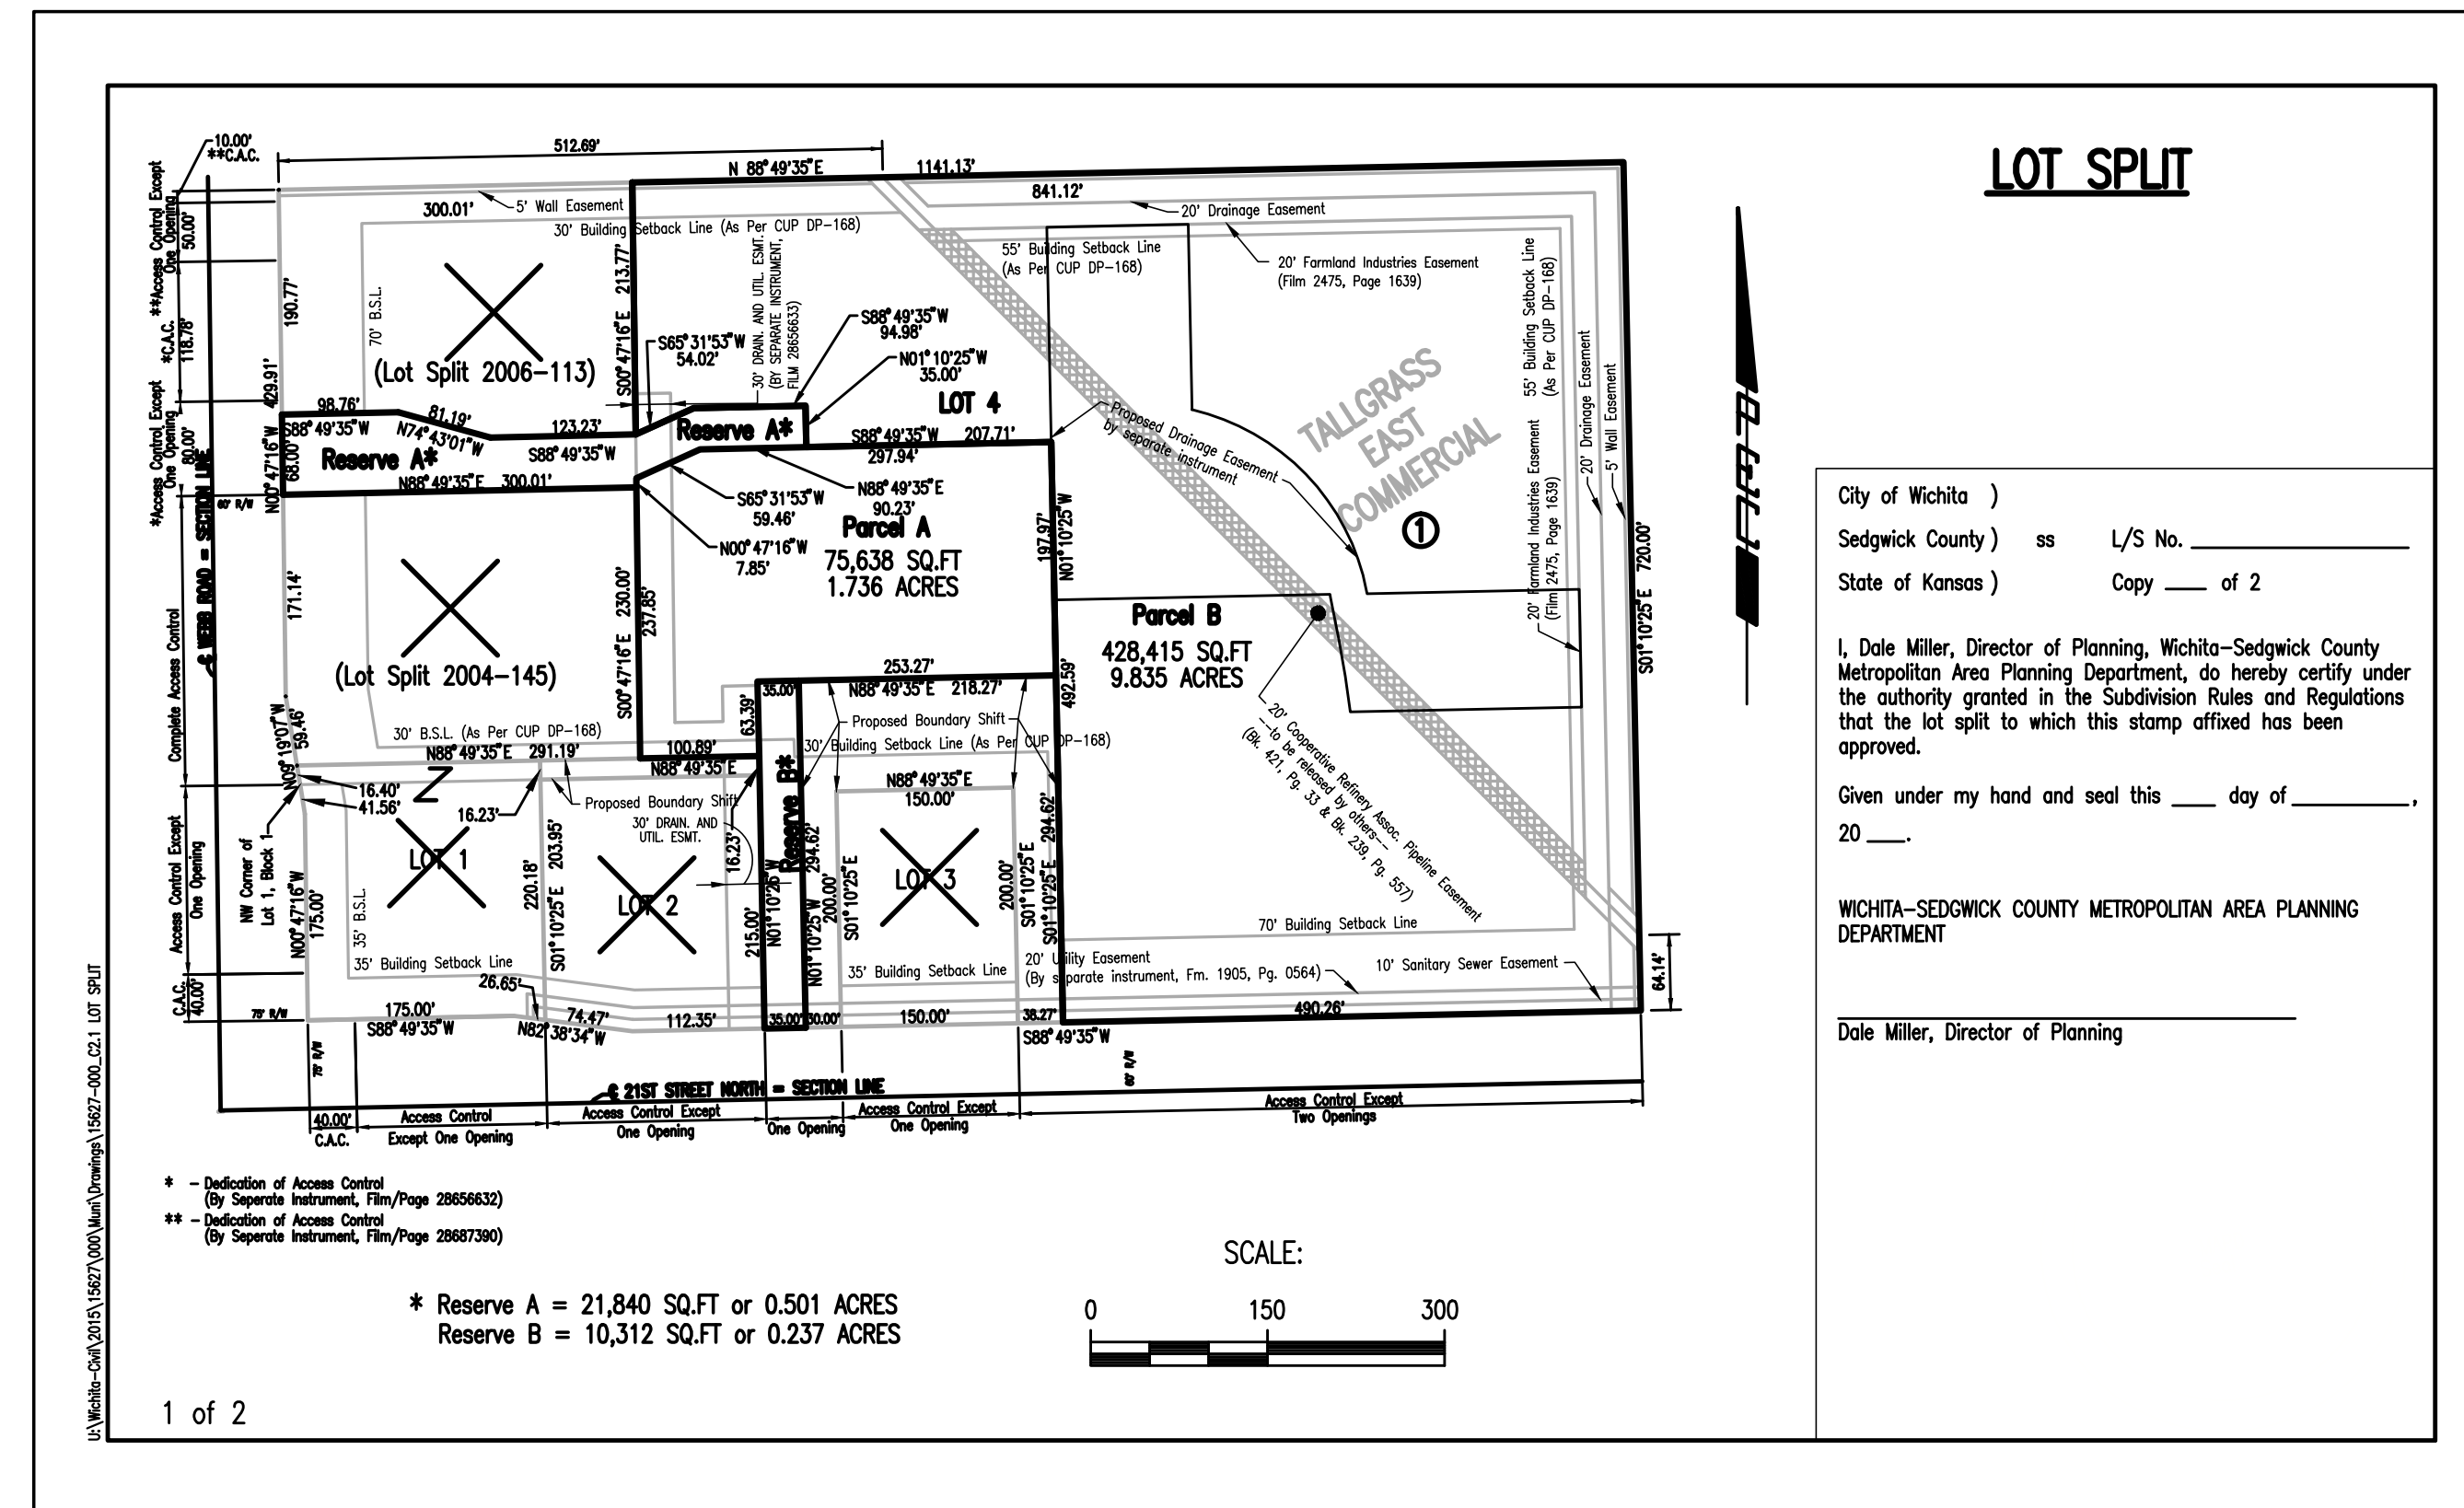 LOT SPLIT
10.00'
**C.A.C.
512.69'
N 88°49'35"E
1141.13'
841.12'
300.01'
5' Wall Easement
30' Building Setback Line (As Per CUP DP-168)
20' Drainage Easement
55' Building Setback Line
(As Per CUP DP-168)
20' Farmland Industries Easement
(Film 2475, Page 1639)
**Access Control Except
One Opening
50.00'
*C.A.C.
118.78'
*Access Control Except
One Opening
80.00'
190.77'
429.91'
70' B.S.L.
S00°47'16"E 213.77'
30' DRAIN. AND UTIL. ESMT.
(BY SEPARATE INSTRUMENT,
FILM 28656633)
S88°49'35"W
94.98'
S65°31'53"W
54.02'
N01°10'25"W
35.00'
(Lot Split 2006-113)
LOT 4
98.76'
S88°49'35"W
81.19'
N74°43'01"W
123.23'
S88°49'35"W
Reserve A*
Reserve A*
S88°49'35"W 207.71'
297.94'
N00°47'16"W
68.00'
N88°49'35"E 300.01'
60' R/W
S65°31'53"W
59.46'
N88°49'35"E
90.23'
N00°47'16"W
7.85'
Parcel A
75,638 SQ.FT
1.736 ACRES
Proposed Drainage Easement
by separate instrument
TALLGRASS
EAST
COMMERCIAL
1
55' Building Setback Line
(As Per CUP DP-168)
20' Drainage Easement
5' Wall Easement
20' Farmland Industries Easement
(Film 2475, Page 1639)
S01°10'25"E 720.00'
197.97'
N01°10'25"W
℄ WEBB ROAD = SECTION LINE
Complete Access Control
171.14'
S00°47'16"E 230.00'
237.85'
(Lot Split 2004-145)
Parcel B
428,415 SQ.FT
9.835 ACRES
253.27'
35.00'
N88°49'35"E 218.27'
492.59'
63.39'
Proposed Boundary Shift
30' Building Setback Line (As Per CUP DP-168)
N09°19'07"W
59.46'
30' B.S.L. (As Per CUP DP-168)
N88°49'35"E 291.19'
100.89'
N88°49'35"E
16.40'
41.56'
16.23'
Proposed Boundary Shift
30' DRAIN. AND
UTIL. ESMT.
16.23'
Reserve B*
N88°49'35"E
150.00'
20' Cooperative Refinery Assoc. Pipeline Easement
--to be released by others--
(Bk. 421, Pg. 33 & Bk. 239, Pg. 557)
Access Control Except
One Opening
NW Corner of
Lot 1, Block 1
N00°47'16"W
175.00'
LOT 1
35' B.S.L.
220.18'
S01°10'25"E 203.95'
LOT 2
215.00'
N01°10'26"W
N01°10'25"W 294.62'
200.00'
S01°10'25"E
LOT 3
200.00'
S01°10'25"E
S01°10'25"E 294.62'
70' Building Setback Line
35' Building Setback Line
35' Building Setback Line
20' Utility Easement
(By separate instrument, Fm. 1905, Pg. 0564)
10' Sanitary Sewer Easement
64.14'
C.A.C.
40.00'
75' R/W
26.65'
175.00'
S88°49'35"W
N82°38'34"W
74.47'
112.35'
35.00'
30.00'
150.00'
38.27'
S88°49'35"W
490.26'
75' R/W
60' R/W
℄ 21ST STREET NORTH = SECTION LINE
40.00'
C.A.C.
Access Control
Except One Opening
Access Control Except
One Opening
One Opening
Access Control Except
One Opening
Access Control Except
Two Openings
* - Dedication of Access Control
(By Seperate Instrument, Film/Page 28656632)
** - Dedication of Access Control
(By Seperate Instrument, Film/Page 28687390)
* Reserve A = 21,840 SQ.FT or 0.501 ACRES
Reserve B = 10,312 SQ.FT or 0.237 ACRES
SCALE:
0 150 300
1 of 2
U:\Wichita-Civil\2015\15627\000\Muni\Drawings\15627-000_C2.1 LOT SPLIT
City of Wichita )
Sedgwick County ) ss L/S No.
State of Kansas ) Copy ___ of 2
I, Dale Miller, Director of Planning, Wichita-Sedgwick County
Metropolitan Area Planning Department, do hereby certify under
the authority granted in the Subdivision Rules and Regulations
that the lot split to which this stamp affixed has been
approved.
Given under my hand and seal this ___ day of ________,
20 ___.
WICHITA-SEDGWICK COUNTY METROPOLITAN AREA PLANNING
DEPARTMENT
Dale Miller, Director of Planning